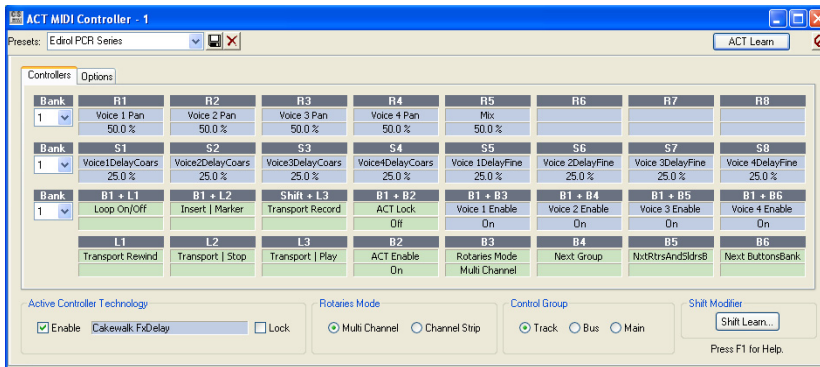 ACT MIDI Controller - 1
Presets: Edirol PCR Series ACT Learn
Controllers Options
Bank R1 R2 R3 R4 R5 R6 R7 R8
1 Voice 1 Pan Voice 2 Pan Voice 3 Pan Voice 4 Pan Mix
50.0 % 50.0 % 50.0 % 50.0 % 50.0 %
Bank S1 S2 S3 S4 S5 S6 S7 S8
1 Voice1DelayCoars Voice2DelayCoars Voice3DelayCoars Voice4DelayCoars Voice 1DelayFine Voice 2DelayFine Voice 3DelayFine Voice 4DelayFine
25.0 % 25.0 % 25.0 % 25.0 % 25.0 % 25.0 % 25.0 % 25.0 %
Bank B1 + L1 B1 + L2 Shift + L3 B1 + B2 B1 + B3 B1 + B4 B1 + B5 B1 + B6
1 Loop On/Off Insert | Marker Transport Record ACT Lock Voice 1 Enable Voice 2 Enable Voice 3 Enable Voice 4 Enable
Off On On On On
L1 L2 L3 B2 B3 B4 B5 B6
Transport Rewind Transport | Stop Transport | Play ACT Enable Rotaries Mode Next Group NxtRtrsAndSldrsB Next ButtonsBank
On Multi Channel
Active Controller Technology Rotaries Mode Control Group Shift Modifier
Enable Cakewalk FxDelay Lock Multi Channel Channel Strip Track Bus Main Shift Learn...
Press F1 for Help.